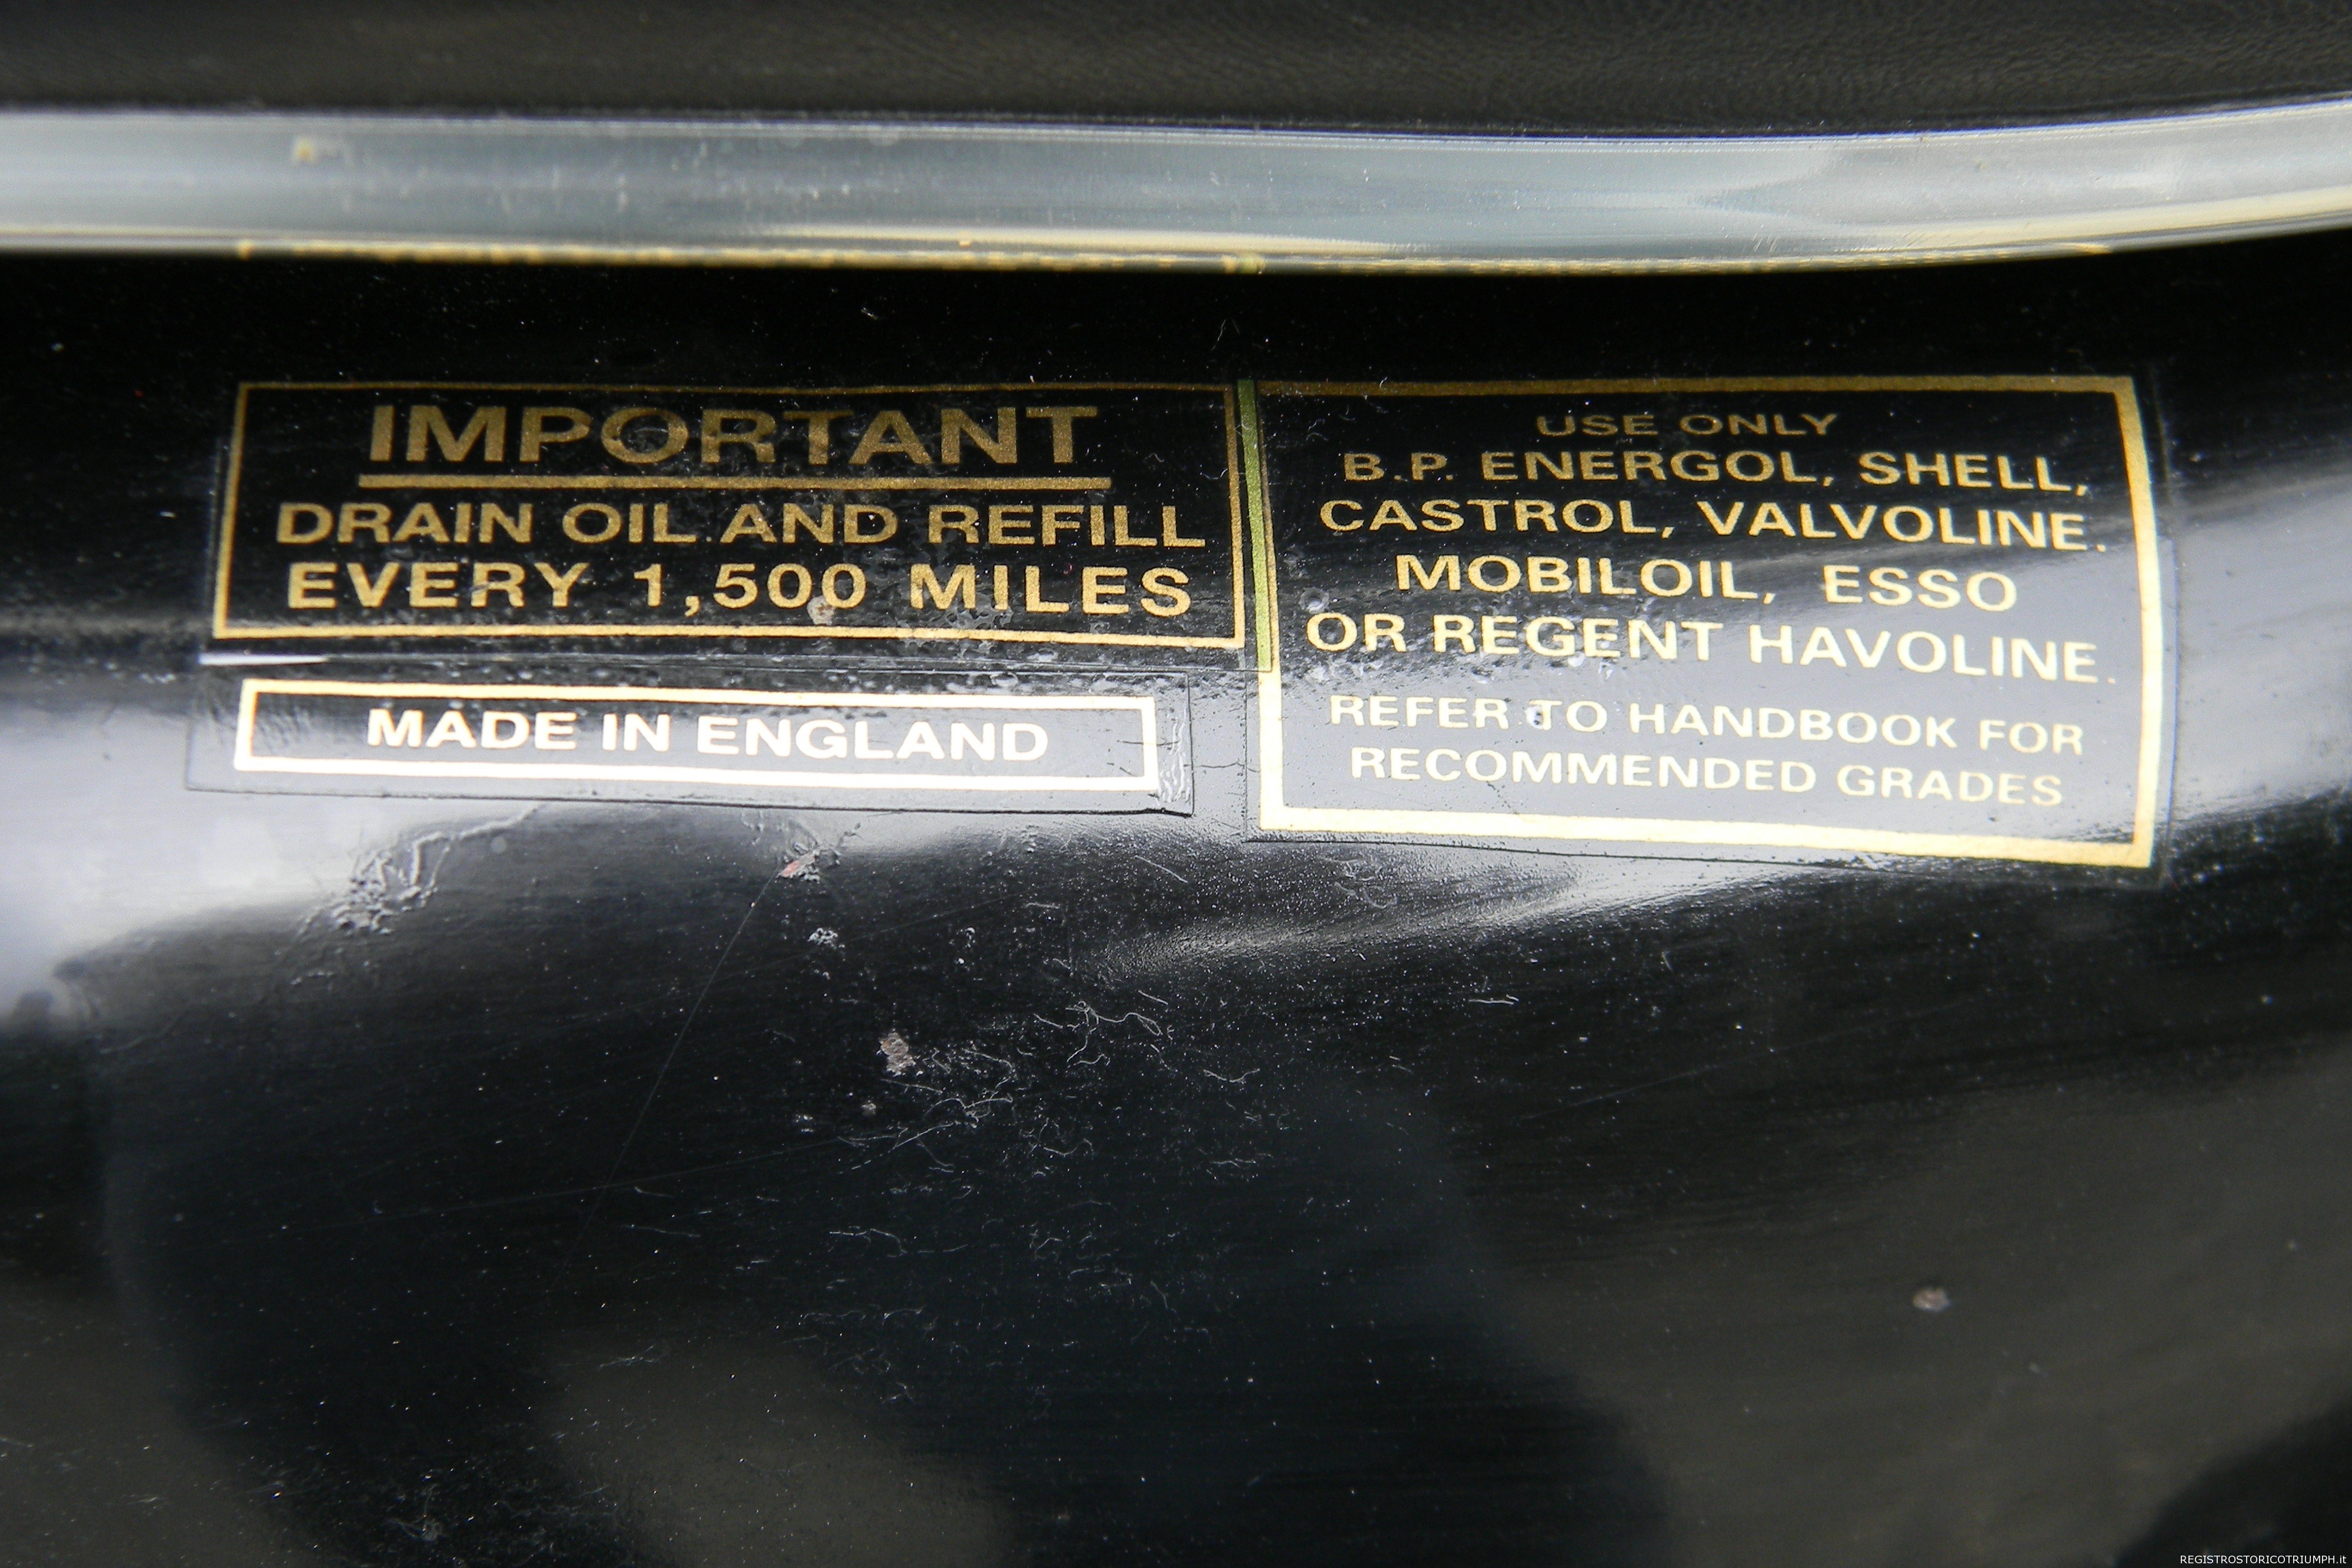 IMPORTANT
DRAIN OIL AND REFILL
EVERY 1,500 MILES
MADE IN ENGLAND
USE ONLY
B.P. ENERGOL, SHELL,
CASTROL, VALVOLINE.
MOBILOIL, ESSO
OR REGENT HAVOLINE.
REFER TO HANDBOOK FOR
RECOMMENDED GRADES
REGISTROSTORICOTRIUMPH.it